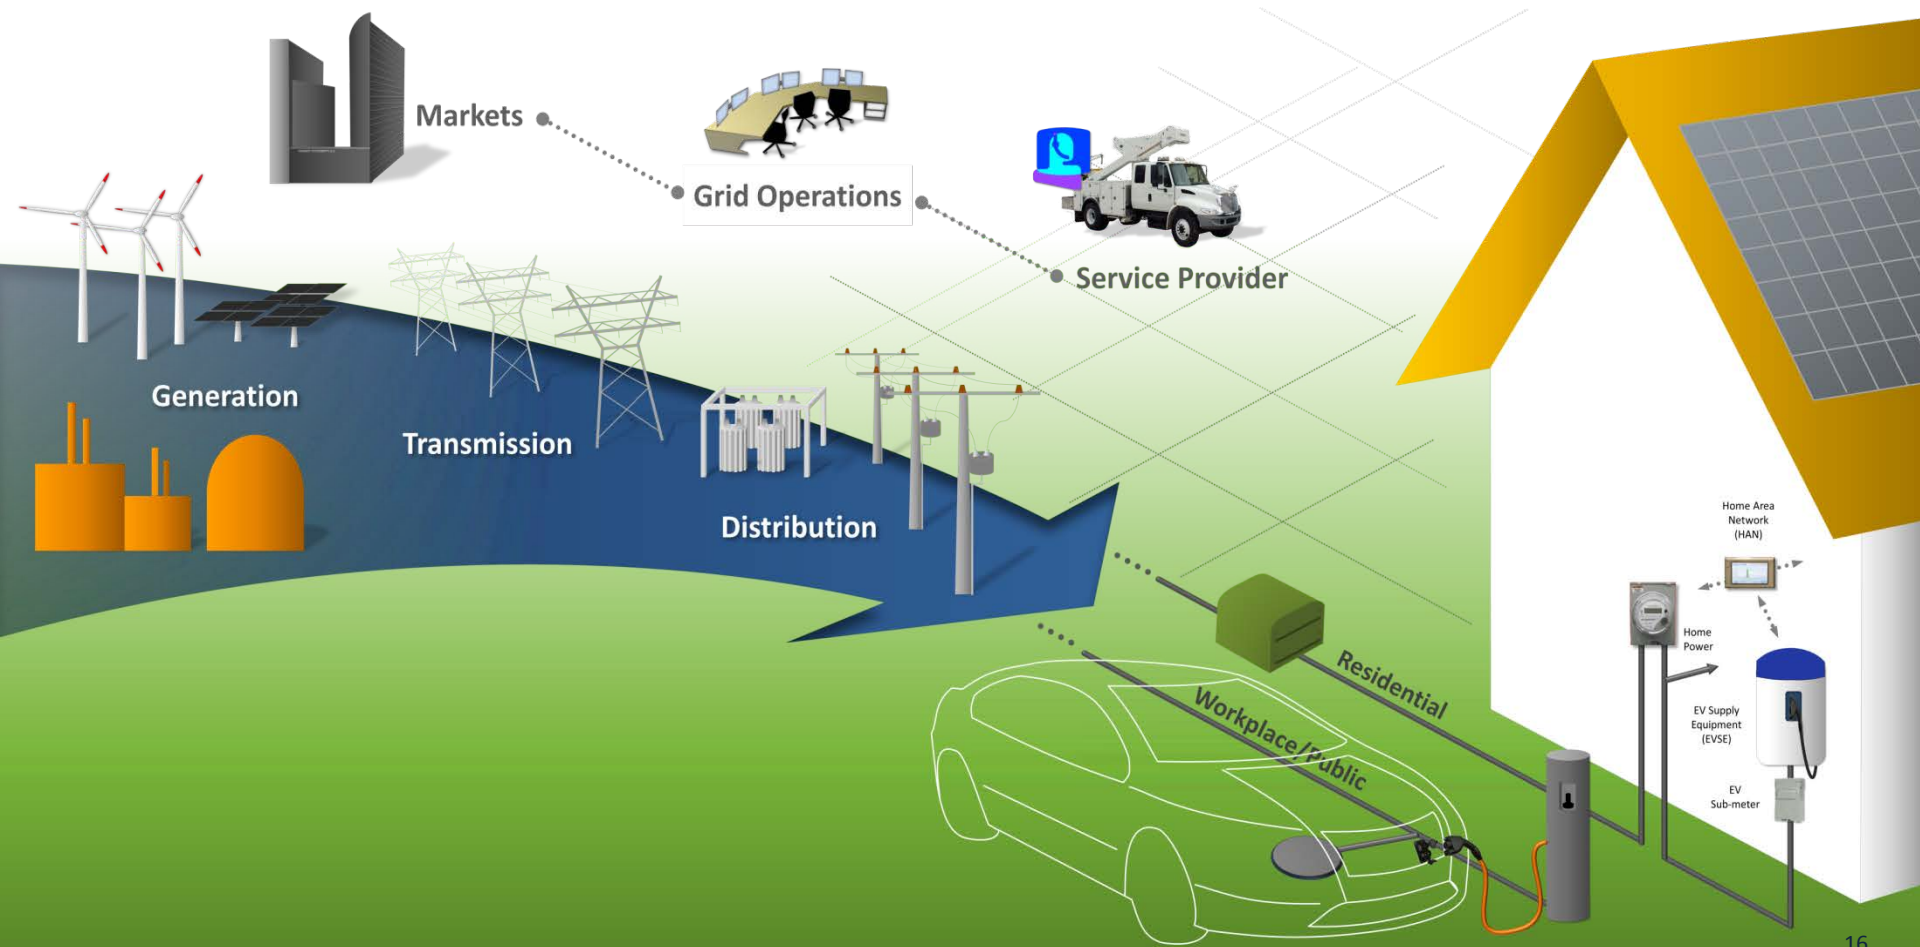 Markets
Grid Operations
Service Provider
Generation
Transmission
Distribution
Residential
Workplace/Public
Home Area
Network
(HAN)
Home
Power
EV Supply
Equipment
(EVSE)
EV
Sub-meter
16